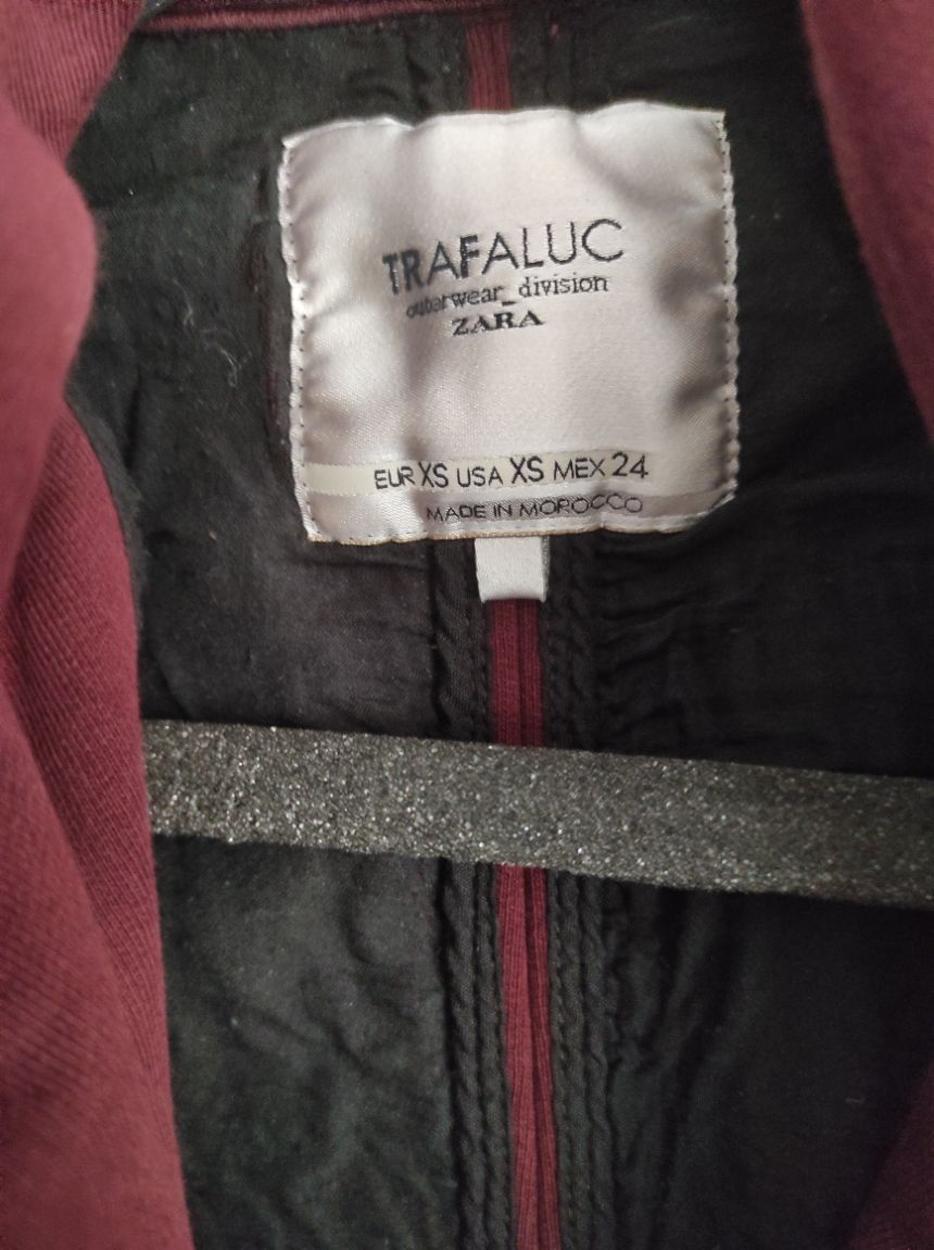 TRAFALUC
outerwear_division
ZARA
EUR XS USA XS MEX 24
MADE IN MOROCCO